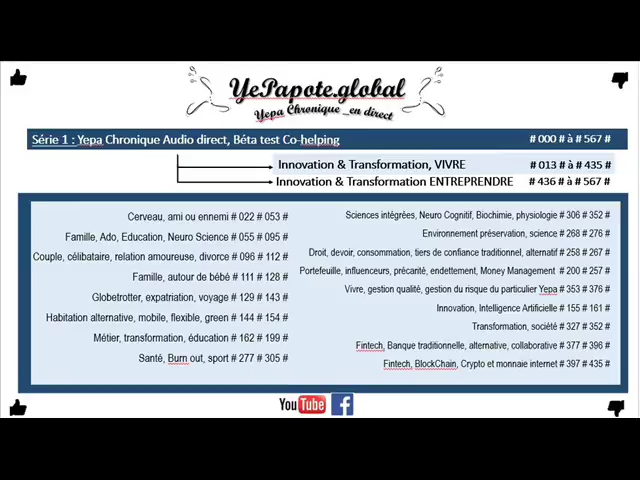 YePapote.global
Yepa Chronique _en direct
Série 1 : Yepa Chronique Audio direct, Béta test Co-helping # 000 # à # 567 #
Innovation & Transformation, VIVRE # 013 # à # 435 #
Innovation & Transformation ENTREPRENDRE # 436 # à # 567 #
Cerveau, ami ou ennemi # 022 # 053 #
Famille, Ado, Education, Neuro Science # 055 # 095 #
Couple, célibataire, relation amoureuse, divorce # 096 # 112 #
Famille, autour de bébé # 111 # 128 #
Globetrotter, expatriation, voyage # 129 # 143 #
Habitation alternative, mobile, flexible, green # 144 # 154 #
Métier, transformation, éducation # 162 # 199 #
Santé, Burn out, sport # 277 # 305 #
Sciences intégrées, Neuro Cognitif, Biochimie, physiologie # 306 # 352 #
Environnement préservation, science # 268 # 276 #
Droit, devoir, consommation, tiers de confiance traditionnel, alternatif # 258 # 267 #
Portefeuille, influenceurs, précarité, endettement, Money Management # 200 # 257 #
Vivre, gestion qualité, gestion du risque du particulier Yepa # 353 # 376 #
Innovation, Intelligence Artificielle # 155 # 161 #
Transformation, société # 327 # 352 #
Fintech, Banque traditionnelle, alternative, collaborative # 377 # 396 #
Fintech, BlockChain, Crypto et monnaie internet # 397 # 435 #
YouTube f